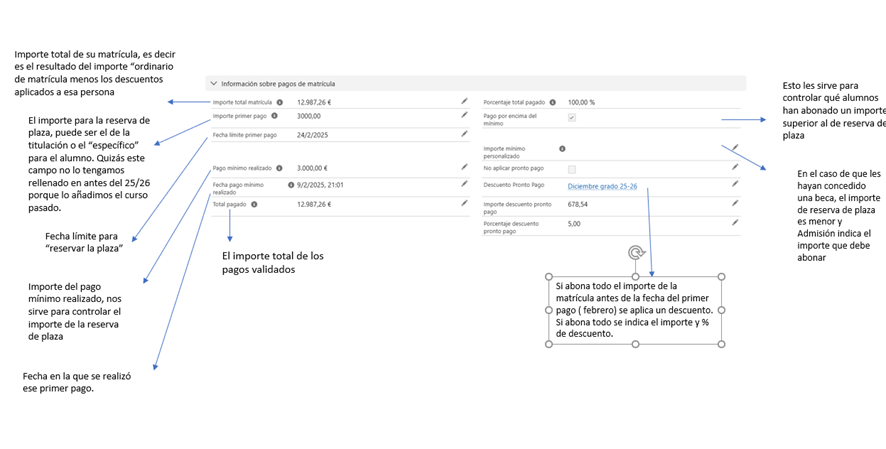 Importe total de su matrícula, es decir
es el resultado del importe “ordinario
de matrícula menos los descuentos
aplicados a esa persona
El importe para la reserva de
plaza, puede ser el de la
titulación o el “específico”
para el alumno. Quizás este
campo no lo tengamos
rellenado en antes del 25/26
porque lo añadimos el curso
pasado.
Fecha límite para
“reservar la plaza”
Importe del pago
mínimo realizado, nos
sirve para controlar el
importe de la reserva
de plaza
Fecha en la que se realizó
ese primer pago.
Información sobre pagos de matrícula
Importe total matrícula 12.987,26 €
Importe primer pago 3000,00
Fecha límite primer pago 24/2/2025
Pago mínimo realizado 3.000,00 €
Fecha pago mínimo
realizado 9/2/2025, 21:01
Total pagado 12.987,26 €
El importe total de los
pagos validados
Porcentaje total pagado 100,00 %
Pago por encima del
mínimo
Importe mínimo
personalizado
No aplicar pronto pago
Descuento Pronto Pago Diciembre grado 25-26
Importe descuento pronto
pago 678,54
Porcentaje descuento
pronto pago 5,00
Si abona todo el importe de la
matrícula antes de la fecha del primer
pago ( febrero) se aplica un descuento.
Si abona todo se indica el importe y %
de descuento.
Esto les sirve para
controlar qué alumnos
han abonado un importe
superior al de reserva de
plaza
En el caso de que les
hayan concedido
una beca, el importe
de reserva de plaza
es menor y
Admisión indica el
importe que debe
abonar